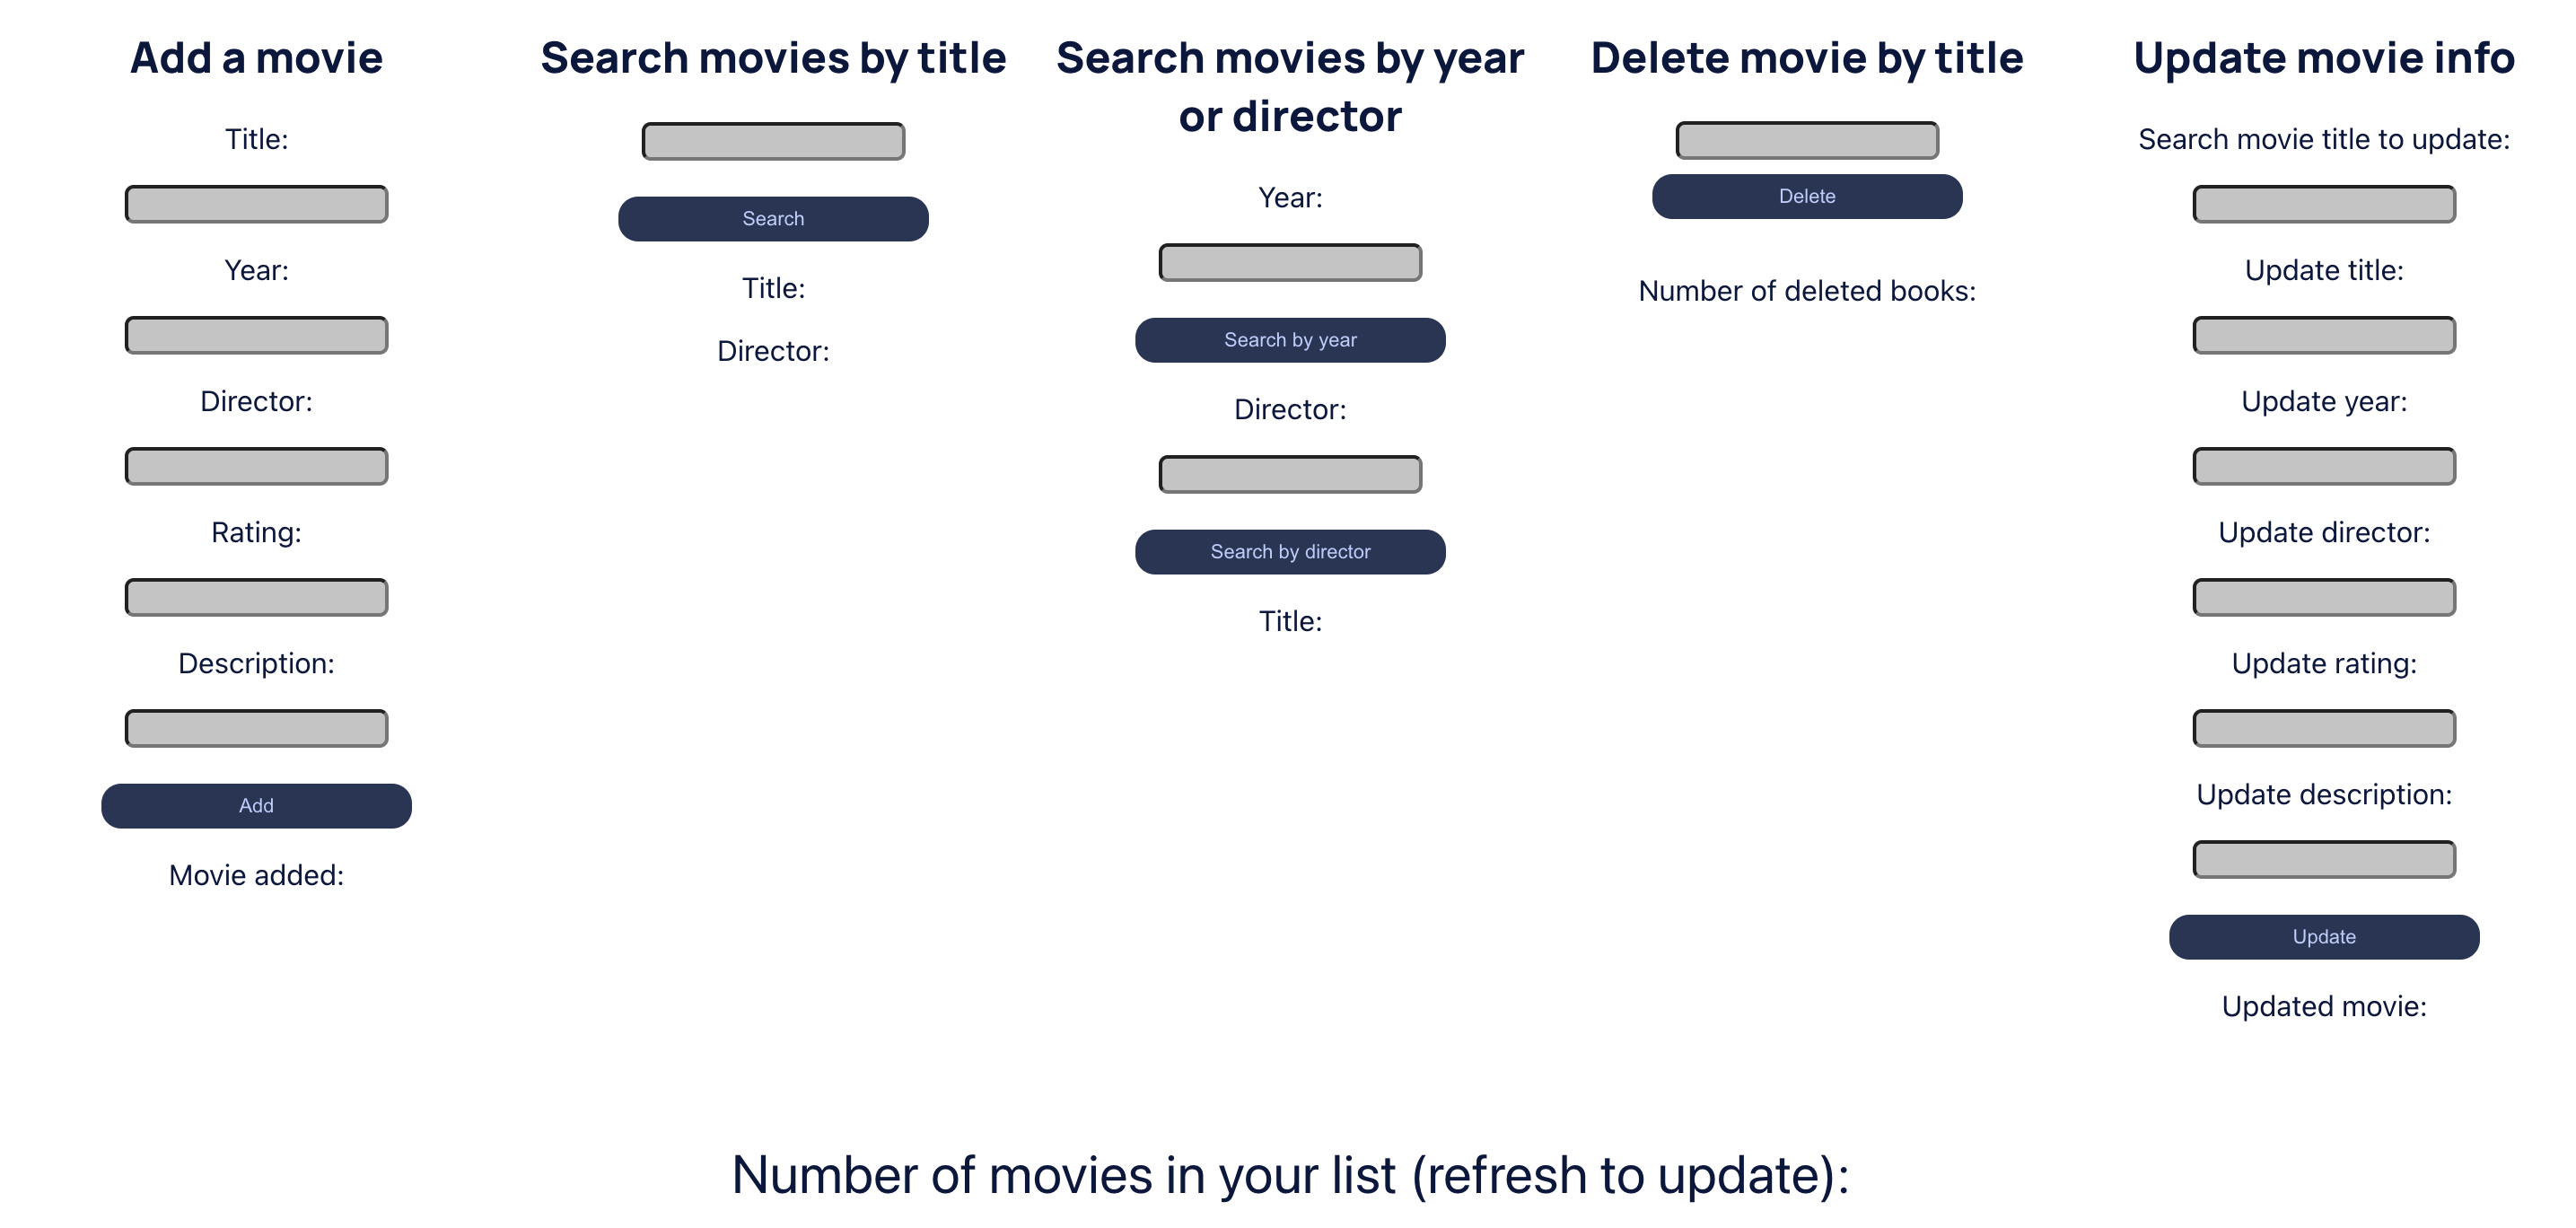 Add a movie
Title:
Year:
Director:
Rating:
Description:
Add
Movie added:
Search movies by title
Search
Title:
Director:
Search movies by year
or director
Year:
Search by year
Director:
Search by director
Title:
Delete movie by title
Delete
Number of deleted books:
Update movie info
Search movie title to update:
Update title:
Update year:
Update director:
Update rating:
Update description:
Update
Updated movie:
Number of movies in your list (refresh to update):